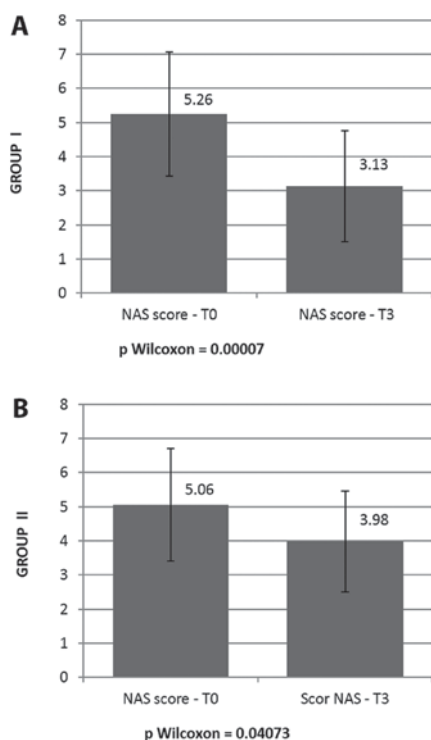 A
GROUP I
8
7
6
5
4
3
2
1
0
5.26
3.13
NAS score - T0
NAS score - T3
p Wilcoxon = 0.00007
B
GROUP II
8
7
6
5
4
3
2
1
0
5.06
3.98
NAS score - T0
Scor NAS - T3
p Wilcoxon = 0.04073